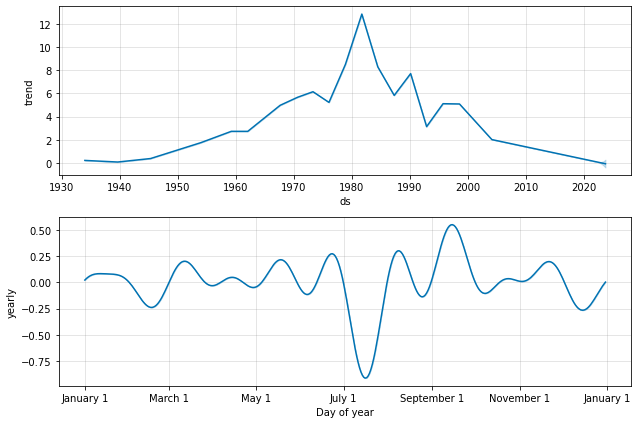 12
10
8
6
4
2
0
trend
1930 1940 1950 1960 1970 1980 1990 2000 2010 2020
ds
0.50
0.25
0.00
−0.25
−0.50
−0.75
yearly
January 1 March 1 May 1 July 1 September 1 November 1 January 1
Day of year